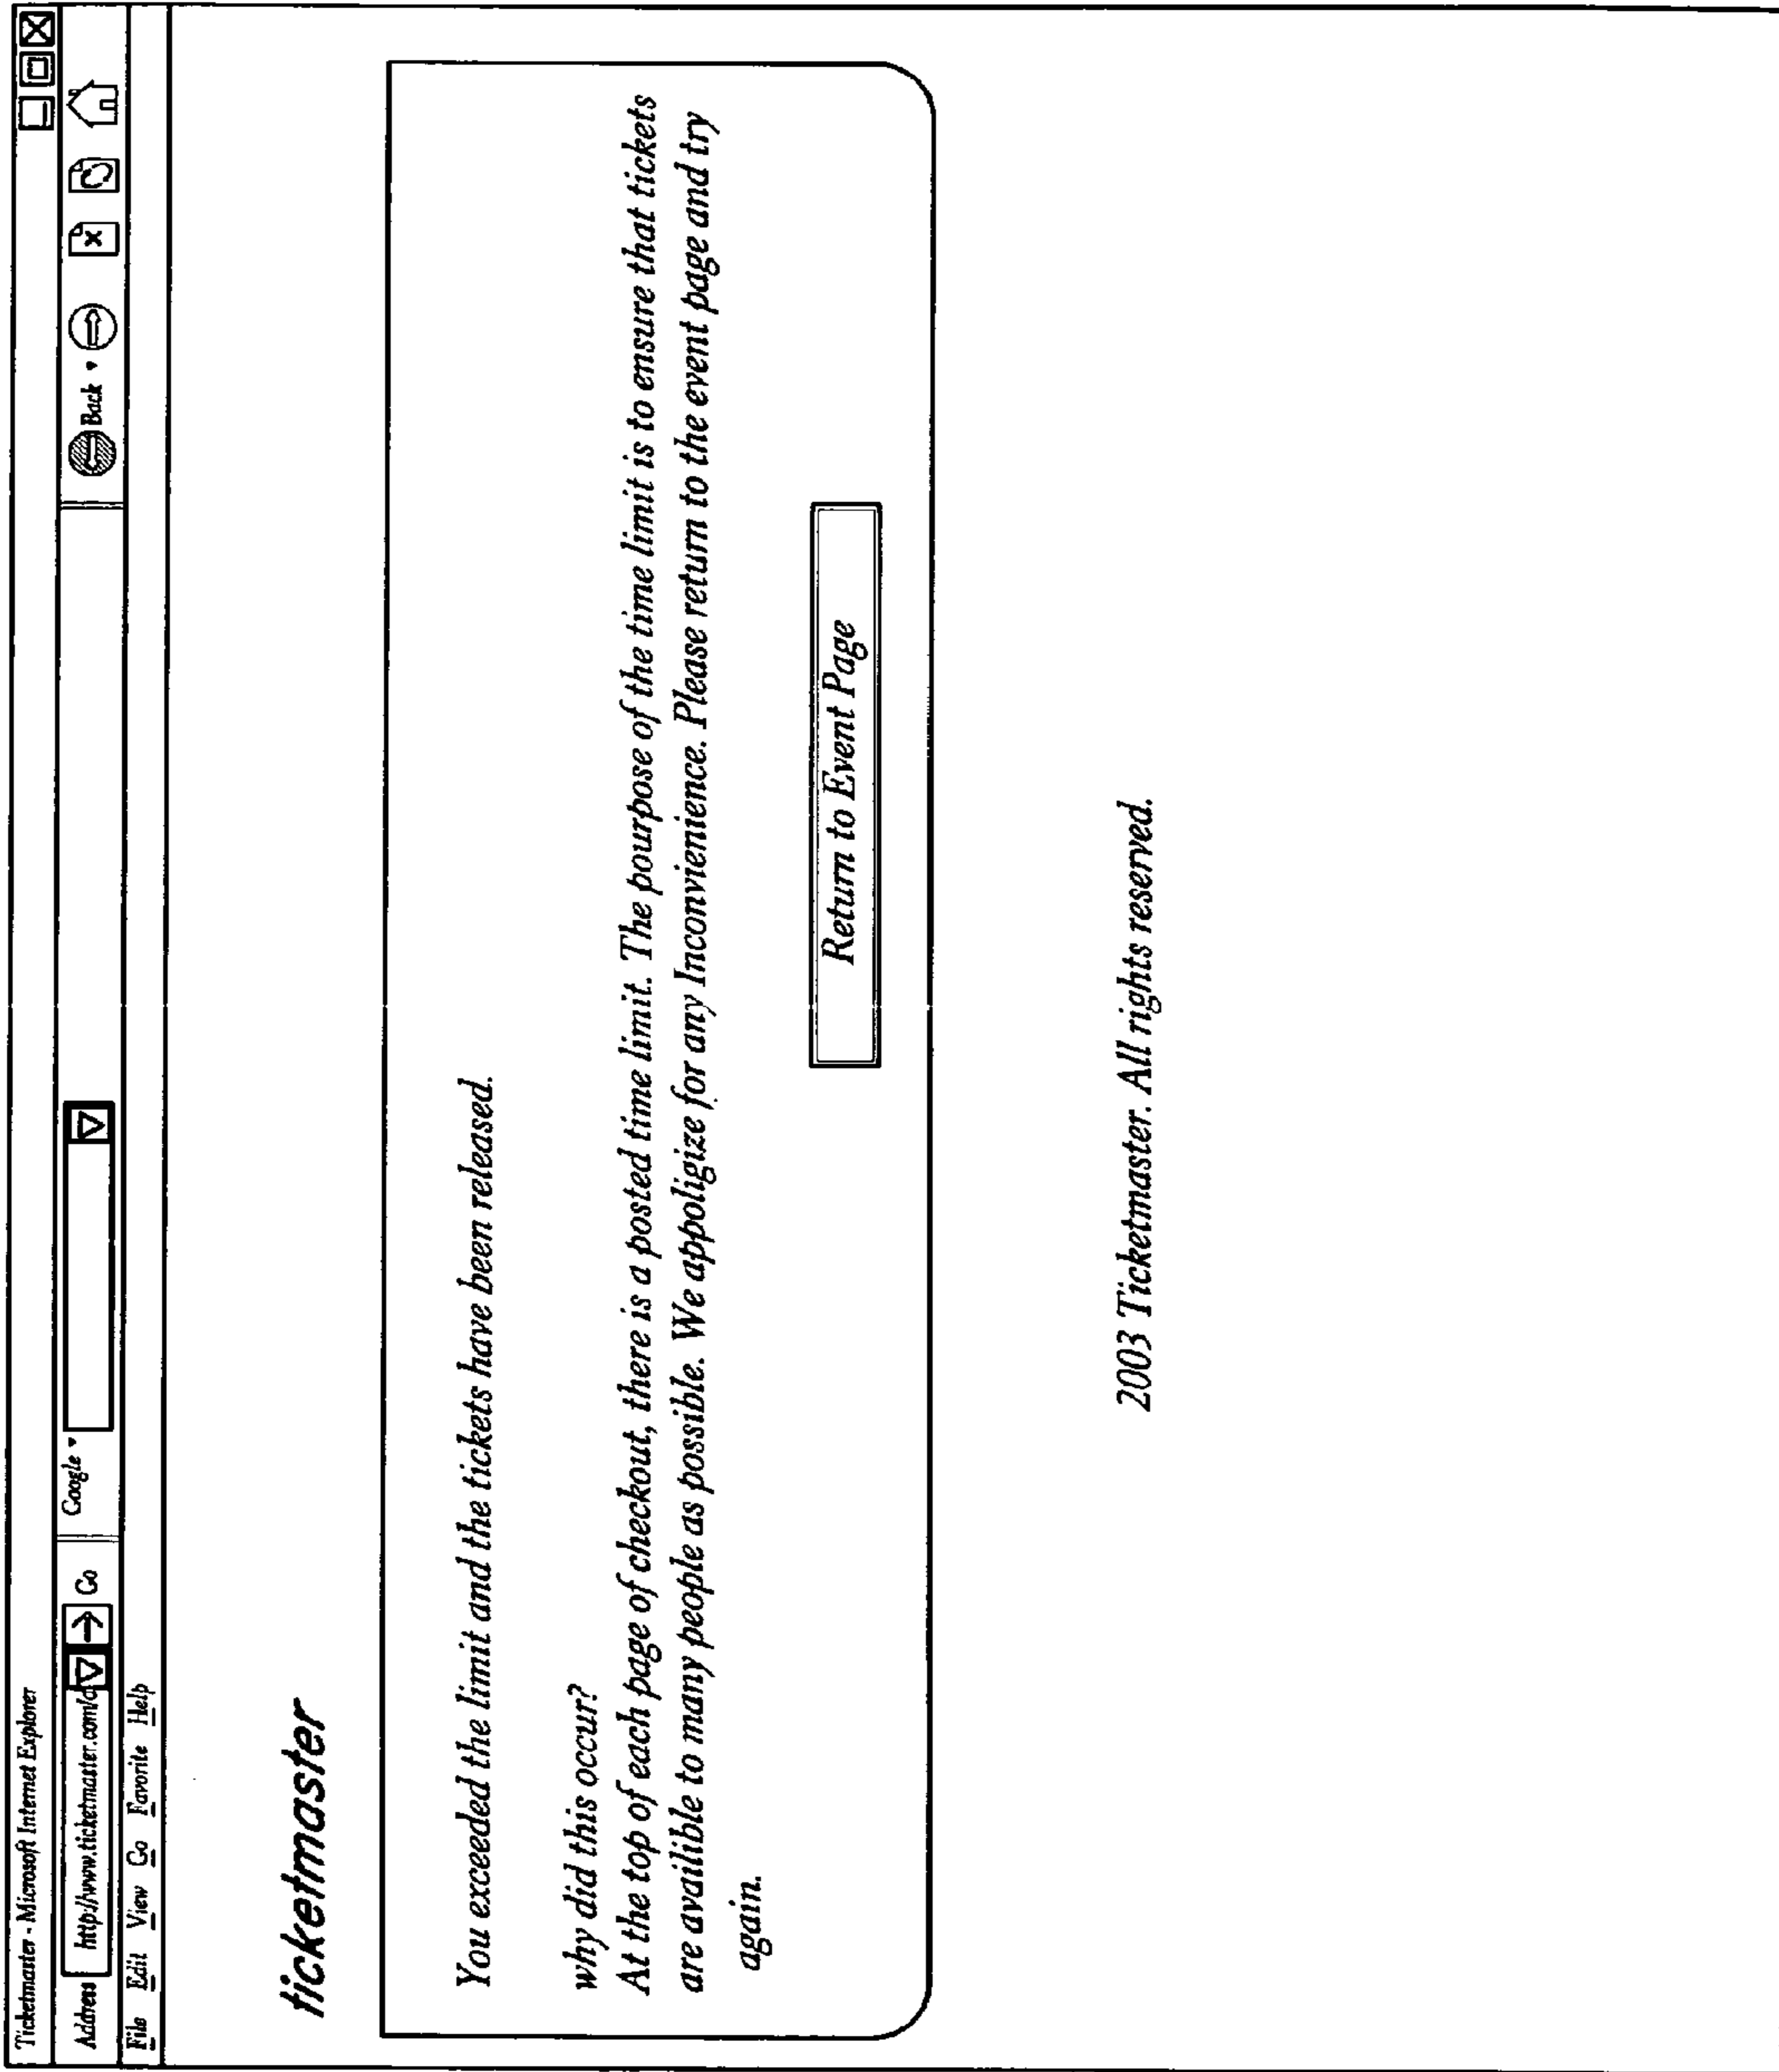 Ticketmaster - Microsoft Internet Explorer
Address http://www.ticketmaster.com/c Go Google Back
File Edit View Go Favorite Help
ticketmaster
You exceeded the limit and the tickets have been released.
why did this occur?
At the top of each page of checkout, there is a posted time limit. The pourpose of the time limit is to ensure that tickets
are availible to many people as possible. We appoligize for any Inconvienience. Please return to the event page and try
again.
Return to Event Page
2003 Ticketmaster. All rights reserved.